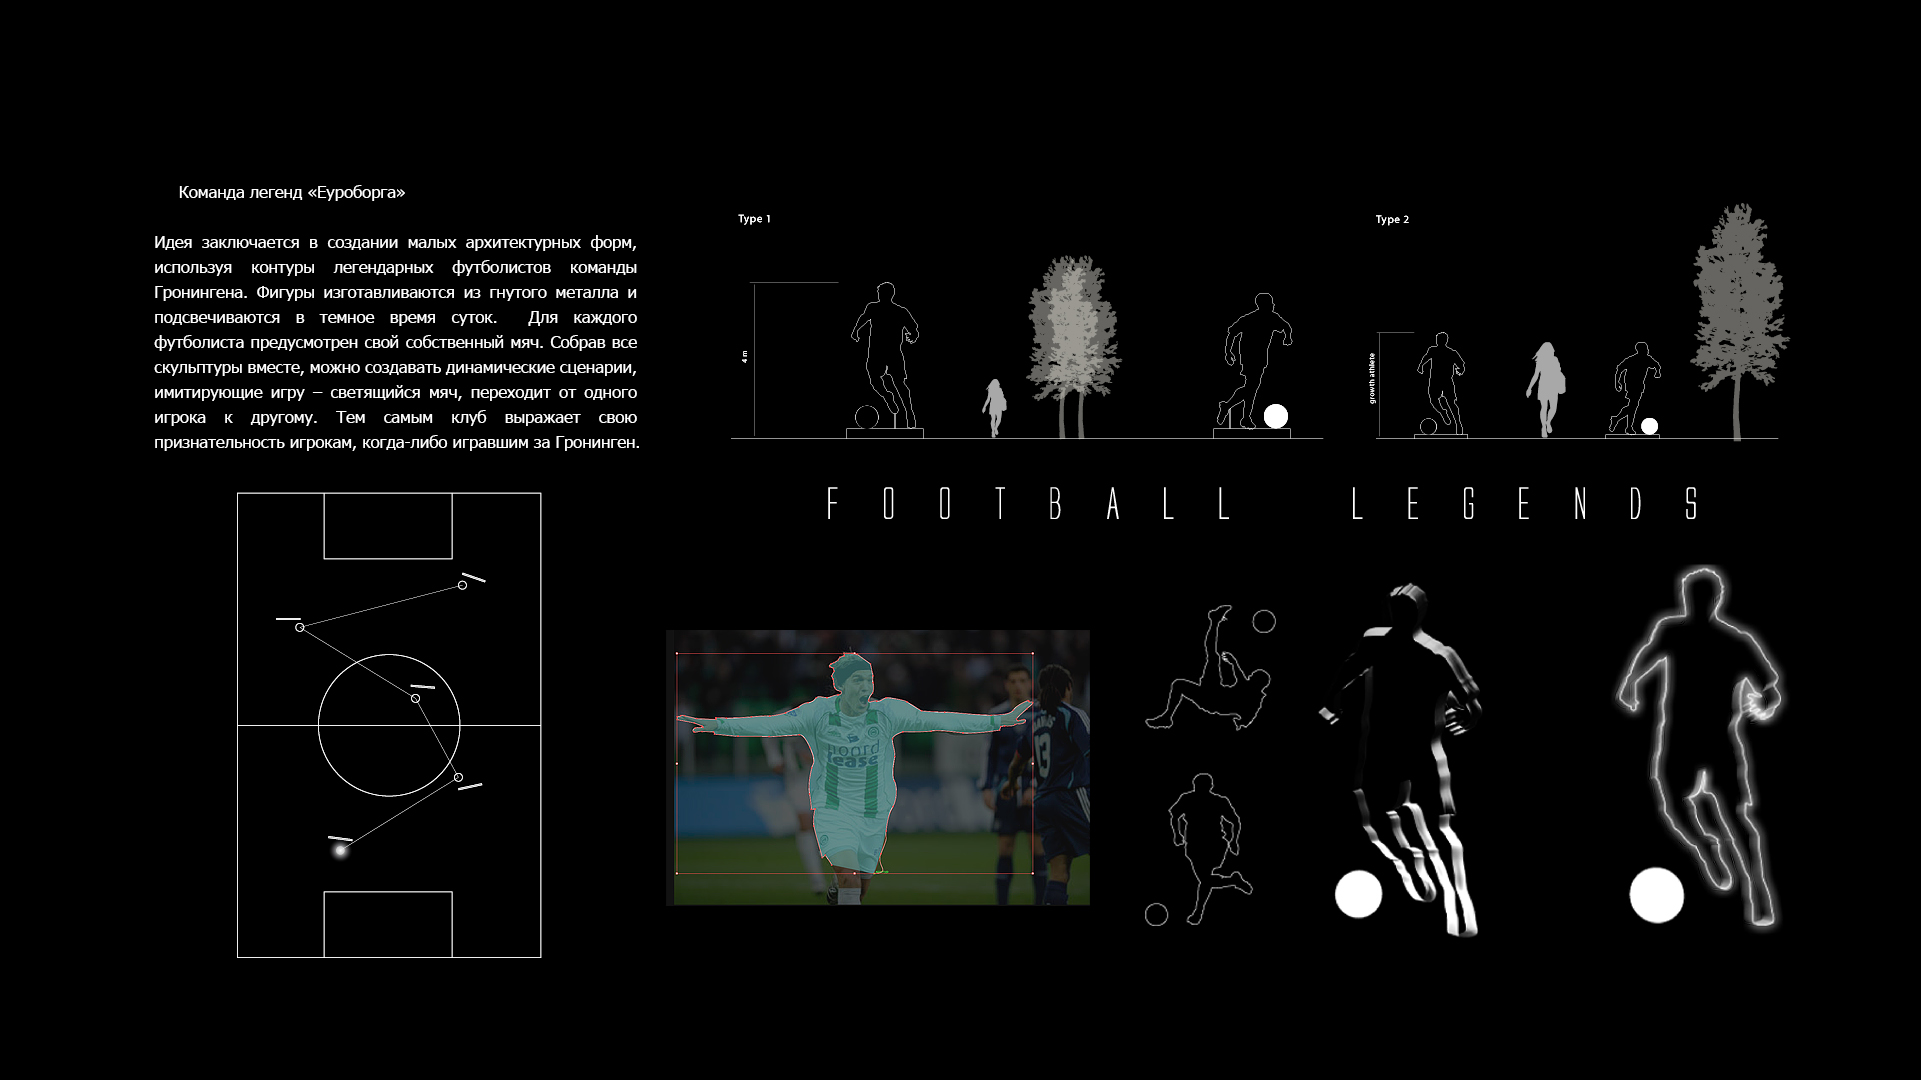 Команда легенд «Еуроборга»
Идея заключается в создании малых архитектурных форм,
используя контуры легендарных футболистов команды
Гронингена. Фигуры изготавливаются из гнутого металла и
подсвечиваются в темное время суток. Для каждого
футболиста предусмотрен свой собственный мяч. Собрав все
скульптуры вместе, можно создавать динамические сценарии,
имитирующие игру – светящийся мяч, переходит от одного
игрока к другому. Тем самым клуб выражает свою
признательность игрокам, когда-либо игравшим за Гронинген.
Type 1
4 m
Type 2
growth athlete
FOOTBALL LEGENDS
noord
lease
13